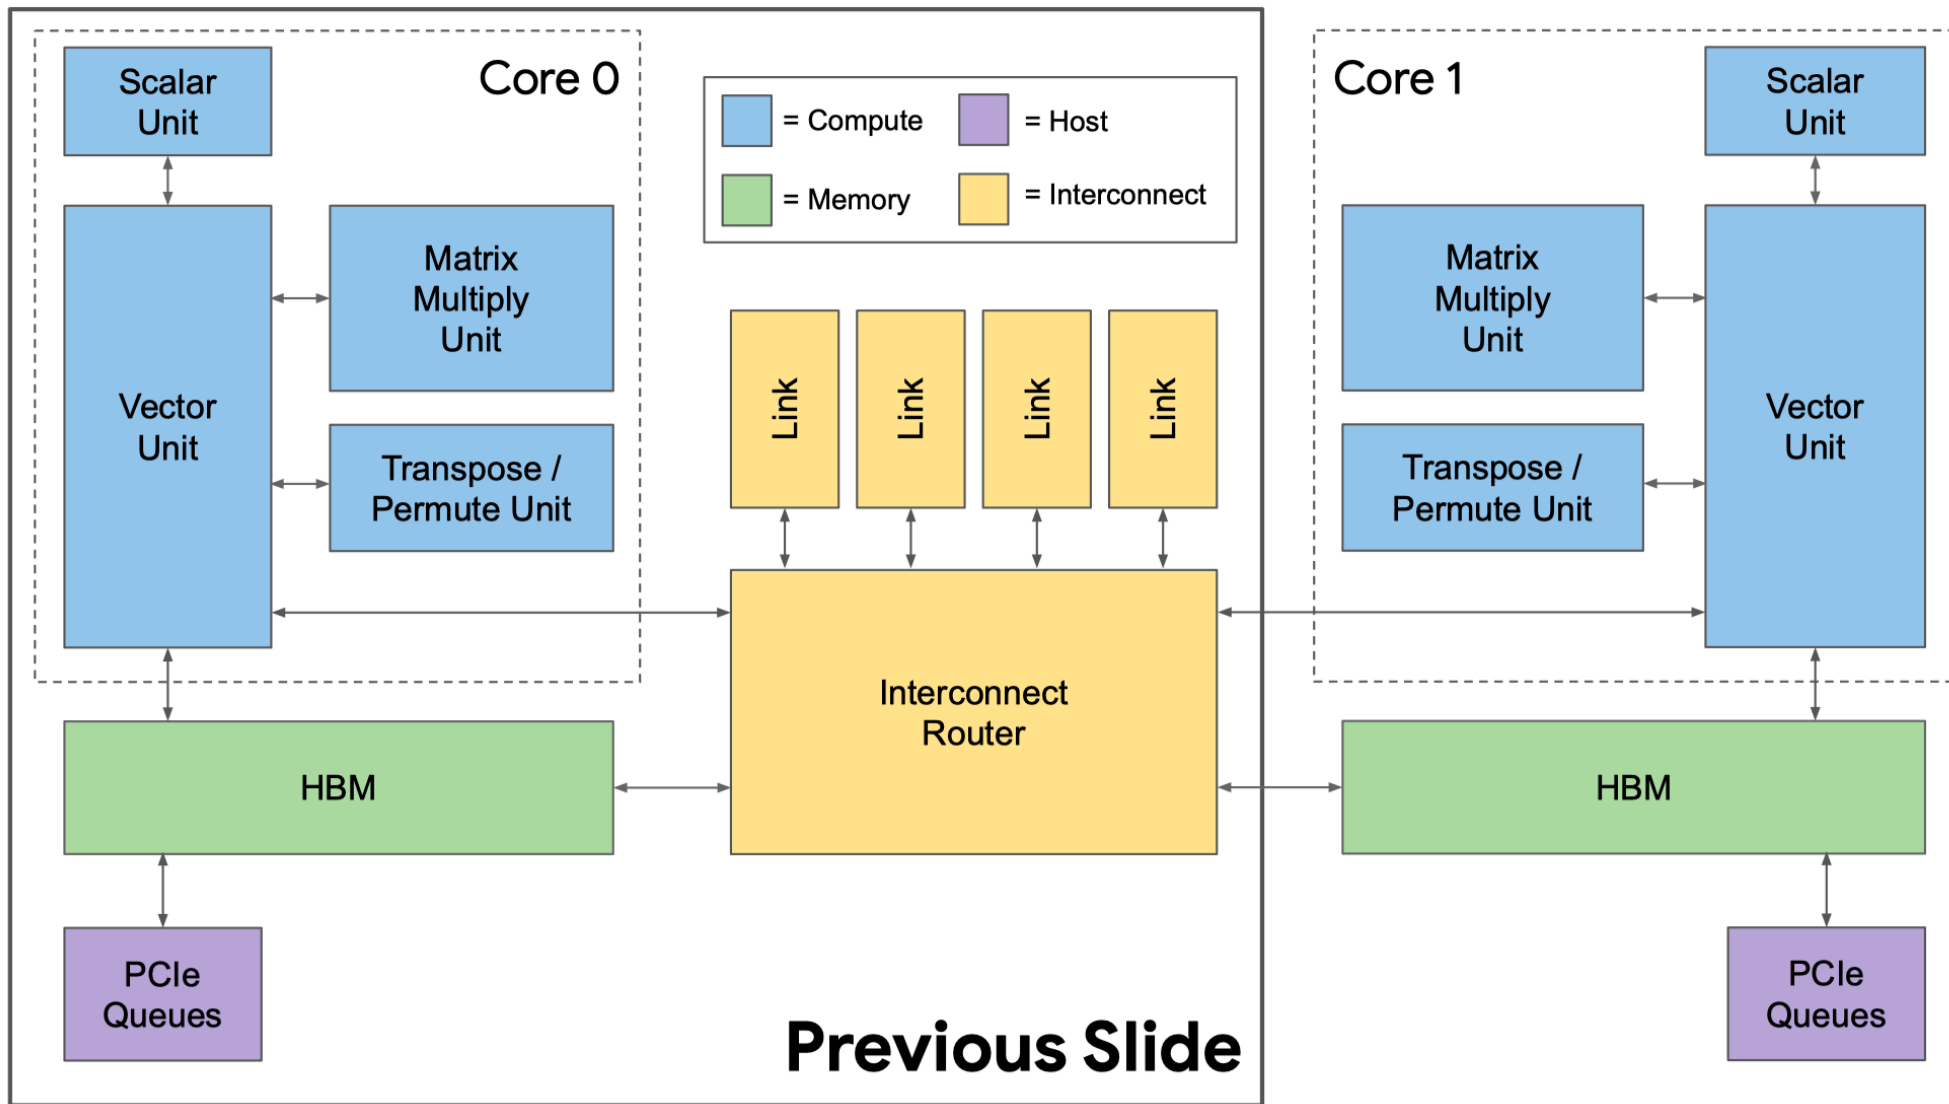 Core 0
Scalar
Unit
Matrix
Multiply
Unit
Vector
Unit
Transpose /
Permute Unit
HBM
PCIe
Queues
= Compute
= Host
= Memory
= Interconnect
Link
Link
Link
Link
Interconnect
Router
Previous Slide
Core 1
Scalar
Unit
Matrix
Multiply
Unit
Vector
Unit
Transpose /
Permute Unit
HBM
PCIe
Queues